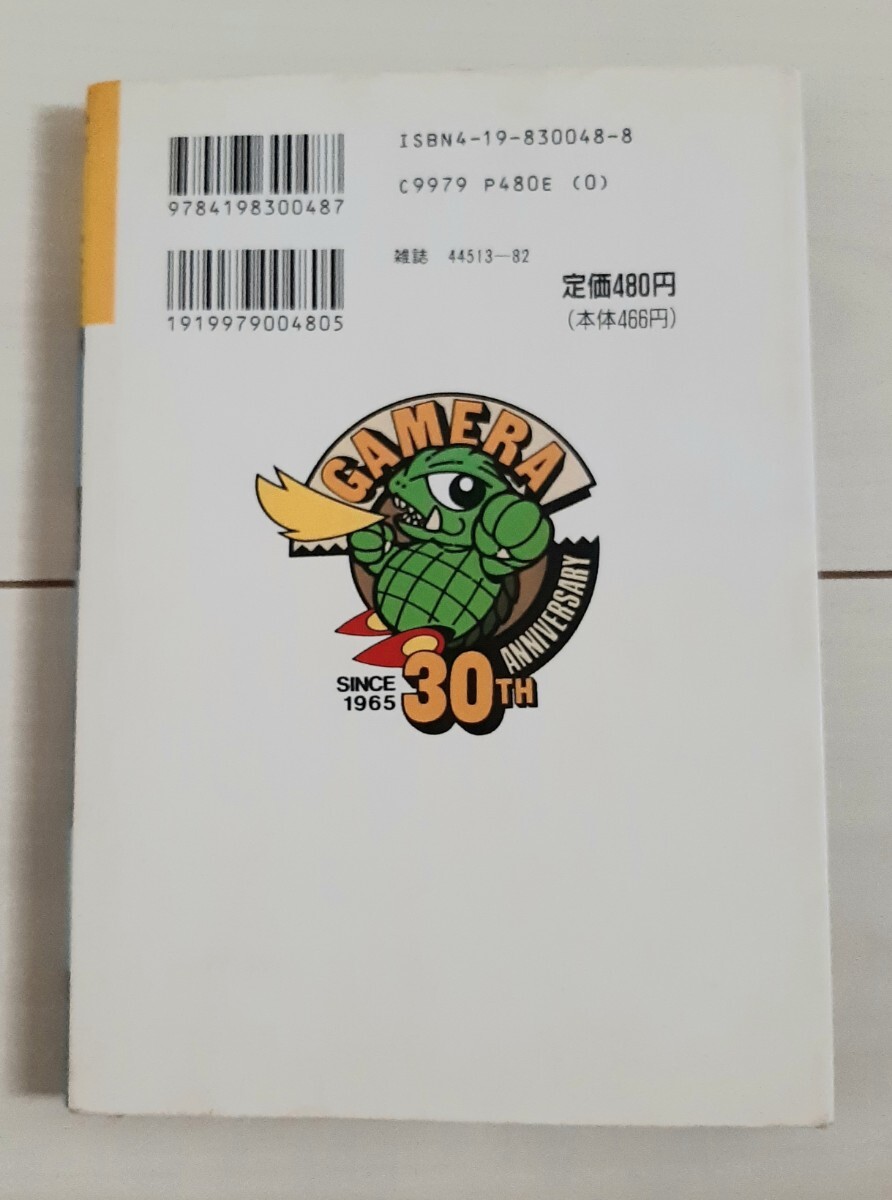 ISBN4-19-830048-8
9784198300487
C9979 P480E (0)
雑誌 44513-82
1919979004805
定価480円
(本体466円)
GAMERA
ANNIVERSARY
SINCE
1965
30TH